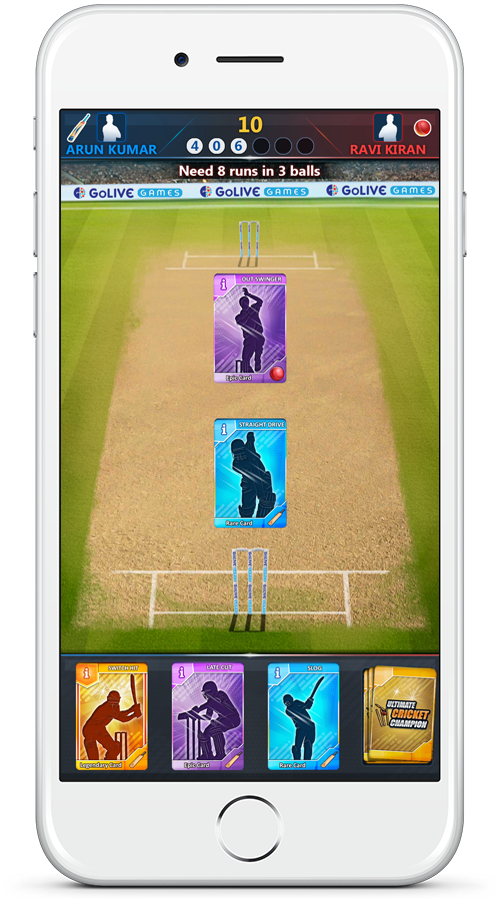 10
ARUN KUMAR
4 0 6
RAVI KIRAN
Need 8 runs in 3 balls
GoLIVE GAMES GoLIVE GAMES GoLIVE GAMES
i OUT SWINGER
Epic Card
i STRAIGHT DRIVE
Rare Card
i SWITCH HIT
Legendary Card
i LATE CUT
Epic Card
i SLOG
Rare Card
ULTIMATE
CRICKET
CHAMPION